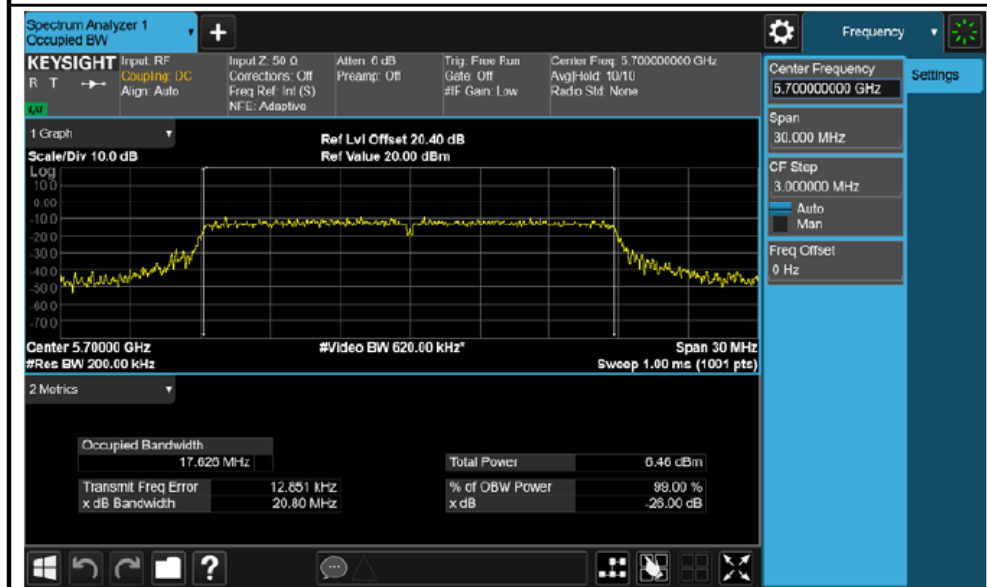 Spectrum Analyzer 1
Occupied BW
+
Frequency
KEYSIGHT
R T
Input: RF
Coupling: DC
Align: Auto
Input Z: 50 Ω
Corrections: Off
Freq Ref: Int (S)
NFE: Adaptive
Atten: 6 dB
Preamp: Off
Trig: Free Run
Gate: Off
#IF Gain: Low
Center Freq: 5.700000000 GHz
Avg|Hold: 10/10
Radio Std: None
Center Frequency
5.700000000 GHz
Settings
Span
30.000 MHz
CF Step
3.000000 MHz
Auto
Man
Freq Offset
0 Hz
1 Graph
Scale/Div 10.0 dB
Ref Lvl Offset 20.40 dB
Ref Value 20.00 dBm
Log
10.0
0.00
-10.0
-20.0
-30.0
-40.0
-50.0
-60.0
-70.0
Center 5.70000 GHz
#Video BW 620.00 kHz*
Span 30 MHz
#Res BW 200.00 kHz
Sweep 1.00 ms (1001 pts)
2 Metrics
Occupied Bandwidth
MHz
Total Power
dBm
Transmit Freq Error
12.851 kHz
% of OBW Power
99.00 %
x dB Bandwidth
20.80 MHz
x dB
-26.00 dB
?